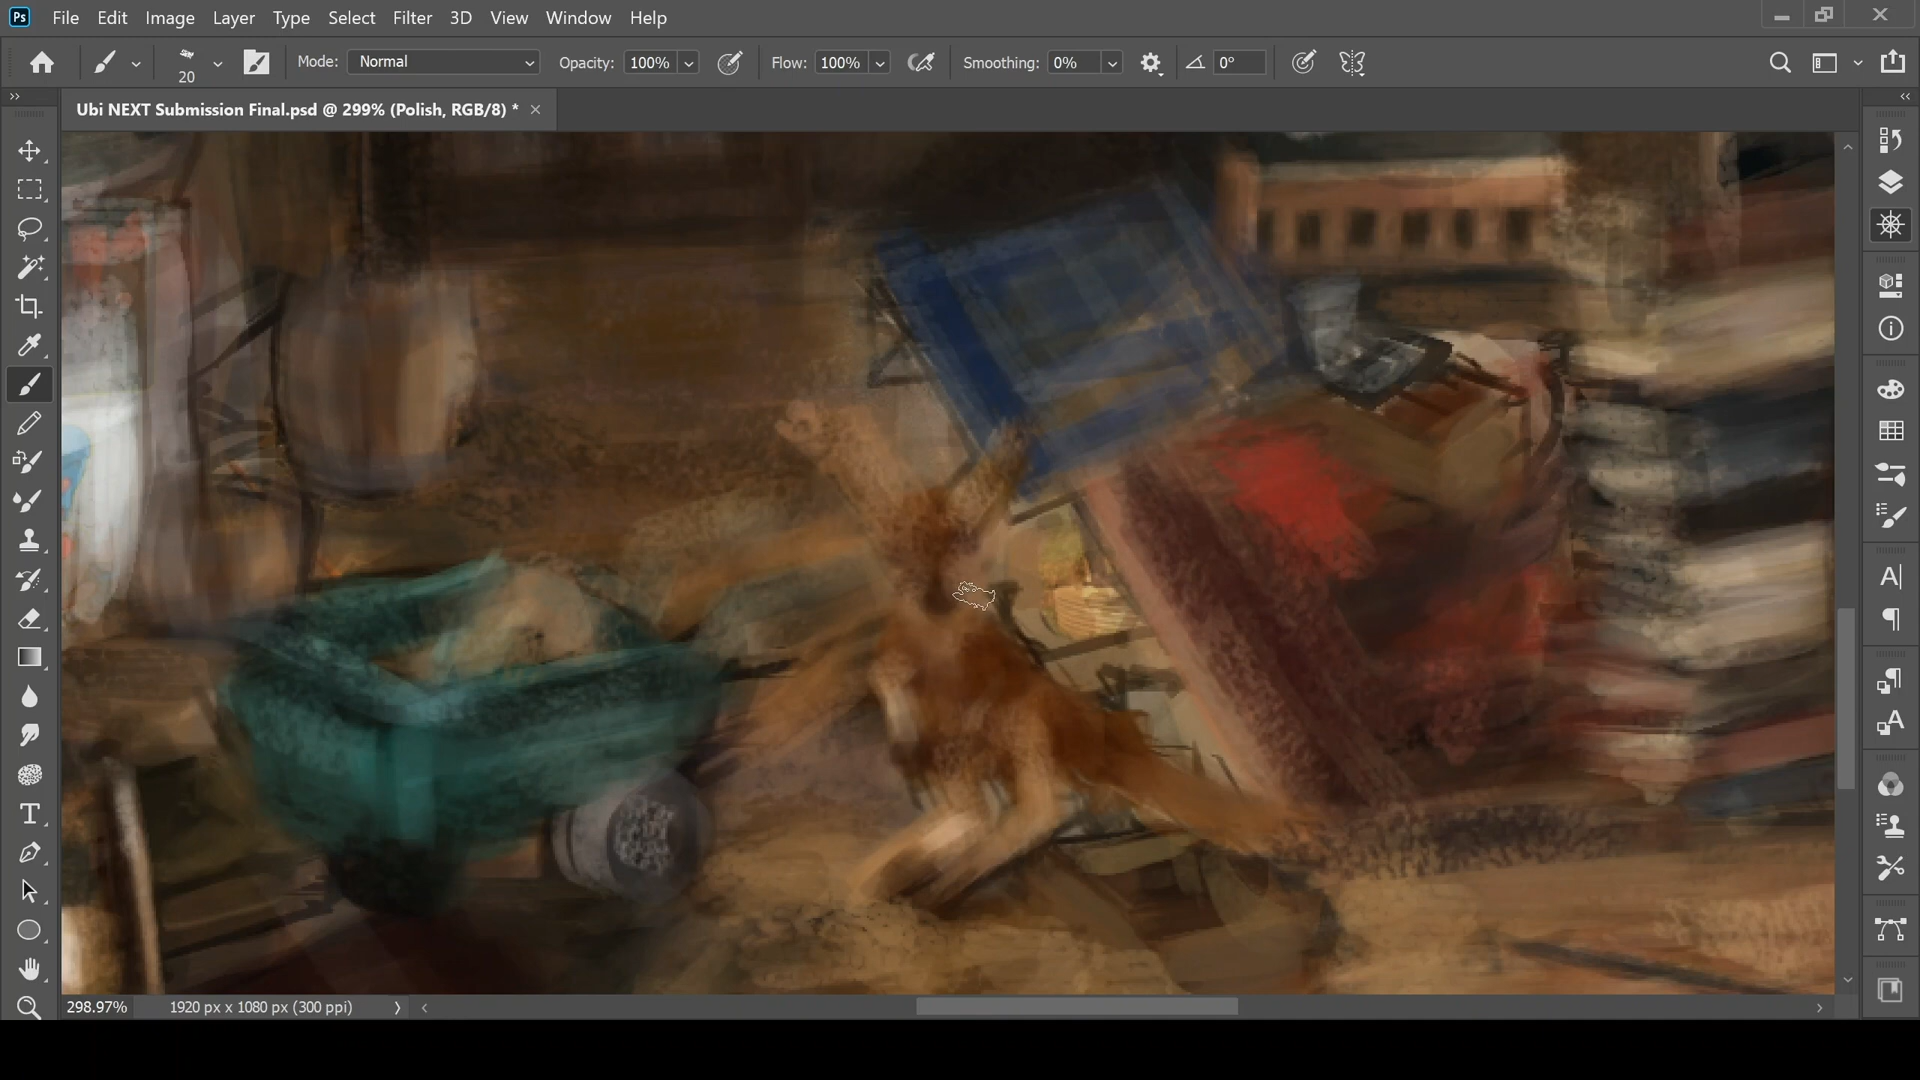 Ps File Edit Image Layer Type Select Filter 3D View Window Help
20 Mode: Normal Opacity: 100% Flow: 100% Smoothing: 0% 0°
Ubi NEXT Submission Final.psd @ 299% (Polish, RGB/8) *
298.97% 1920 px x 1080 px (300 ppi)